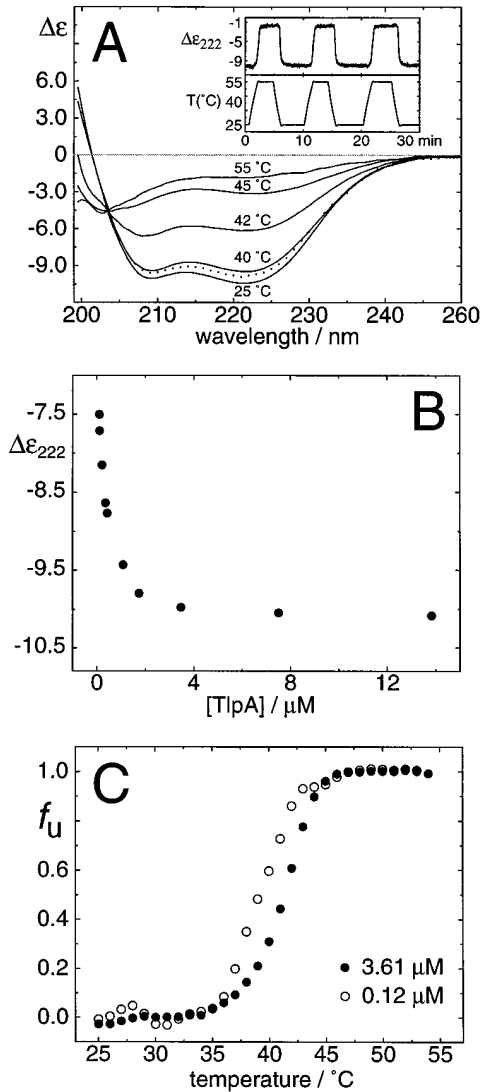 Δε
A
Δε222
-1
-5
-9
T(˚C)
55
40
25
0 10 20 30 min
6.0
3.0
0
-3.0
-6.0
-9.0
55 ˚C
45 ˚C
42 ˚C
40 ˚C
25 ˚C
200 210 220 230 240 250 260
wavelength / nm
B
-7.5
Δε222
-8.5
-9.5
-10.5
0 4 8 12
[TlpA] / μM
C
fu
1.0
0.8
0.6
0.4
0.2
0.0
3.61 μM
0.12 μM
25 30 35 40 45 50 55
temperature / ˚C